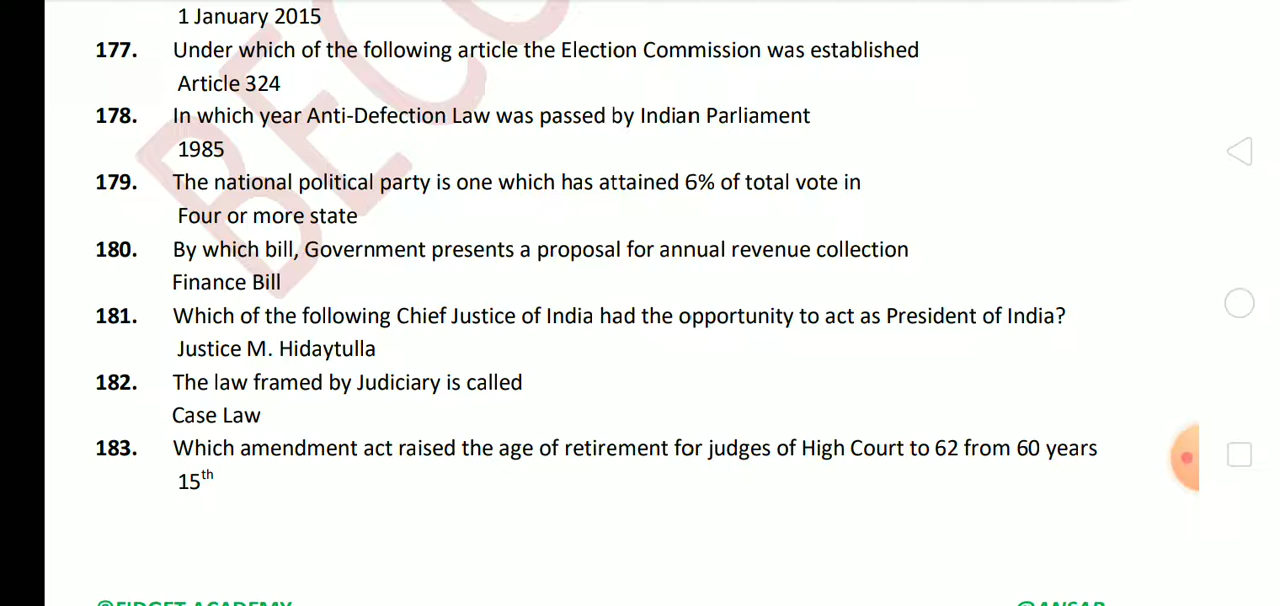 1 January 2015
177. Under which of the following article the Election Commission was established
Article 324
178. In which year Anti-Defection Law was passed by Indian Parliament
1985
179. The national political party is one which has attained 6% of total vote in
Four or more state
180. By which bill, Government presents a proposal for annual revenue collection
Finance Bill
181. Which of the following Chief Justice of India had the opportunity to act as President of India?
Justice M. Hidaytulla
182. The law framed by Judiciary is called
Case Law
183. Which amendment act raised the age of retirement for judges of High Court to 62 from 60 years
15th
@FIDGET ACADEMY @ANSAR